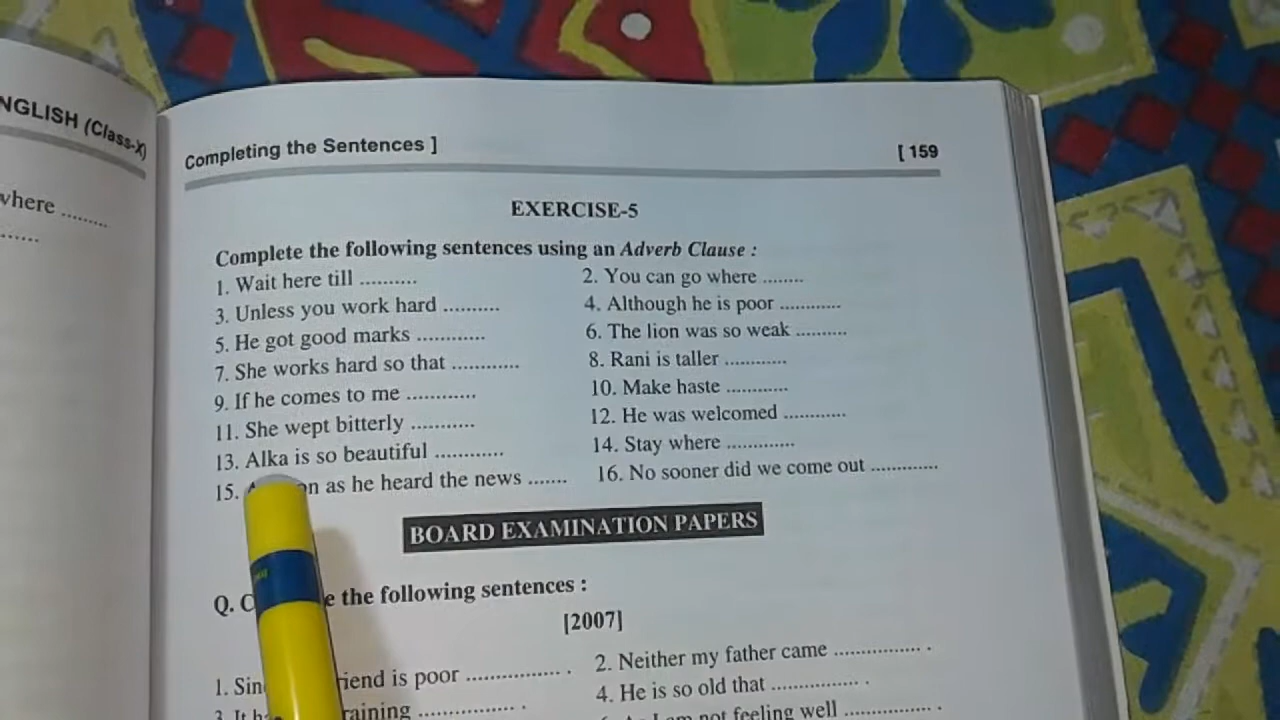 NGLISH (Class-X)
where ........
......
Completing the Sentences ]
[ 159
EXERCISE-5
Complete the following sentences using an Adverb Clause :
1. Wait here till ..........
2. You can go where ........
3. Unless you work hard ..........
4. Although he is poor ............
5. He got good marks ............
6. The lion was so weak ..........
7. She works hard so that ............
8. Rani is taller ............
9. If he comes to me ............
10. Make haste ............
11. She wept bitterly ...........
12. He was welcomed ............
13. Alka is so beautiful ............
14. Stay where .............
15. as he heard the news .......
16. No sooner did we come out .............
BOARD EXAMINATION PAPERS
Q. the following sentences :
[2007]
1. is poor .................. .
2. Neither my father came ................. .
3. It ................... .
4. He is so old that ................. .
I am not feeling well ................. .